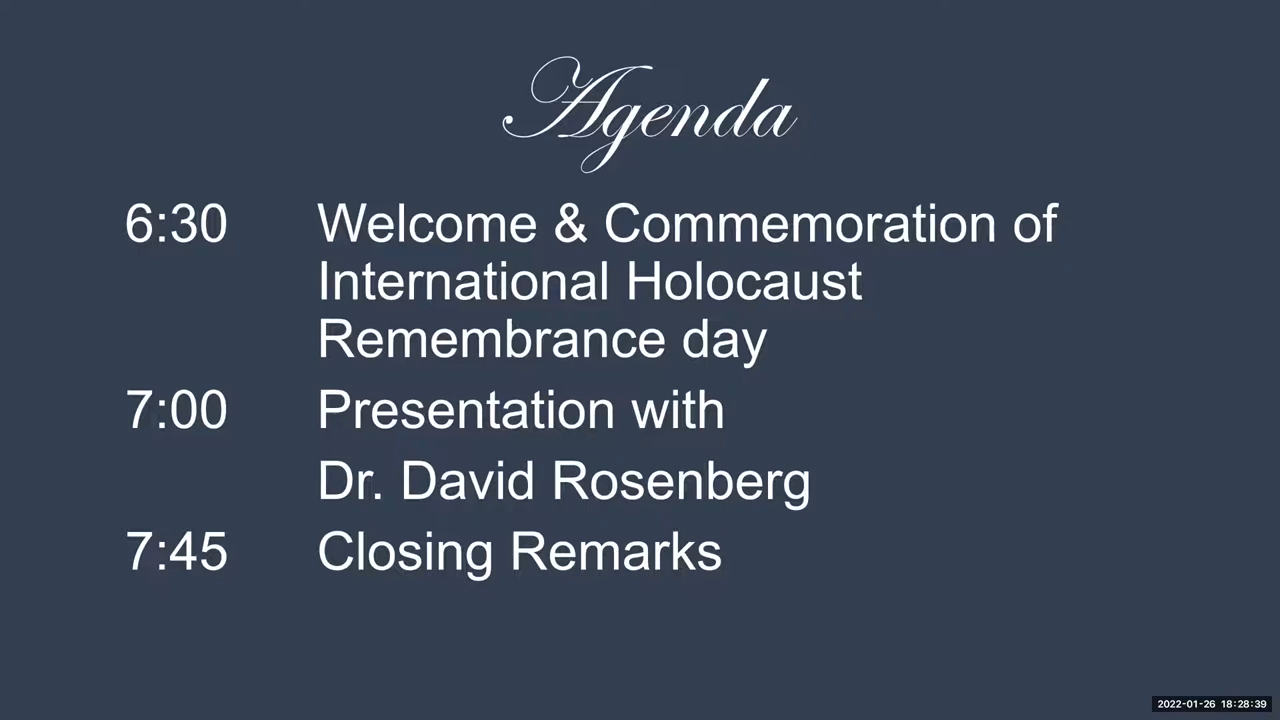 Agenda
6:30 Welcome & Commemoration of
International Holocaust
Remembrance day
7:00 Presentation with
Dr. David Rosenberg
7:45 Closing Remarks
2022-01-26 18:28:39